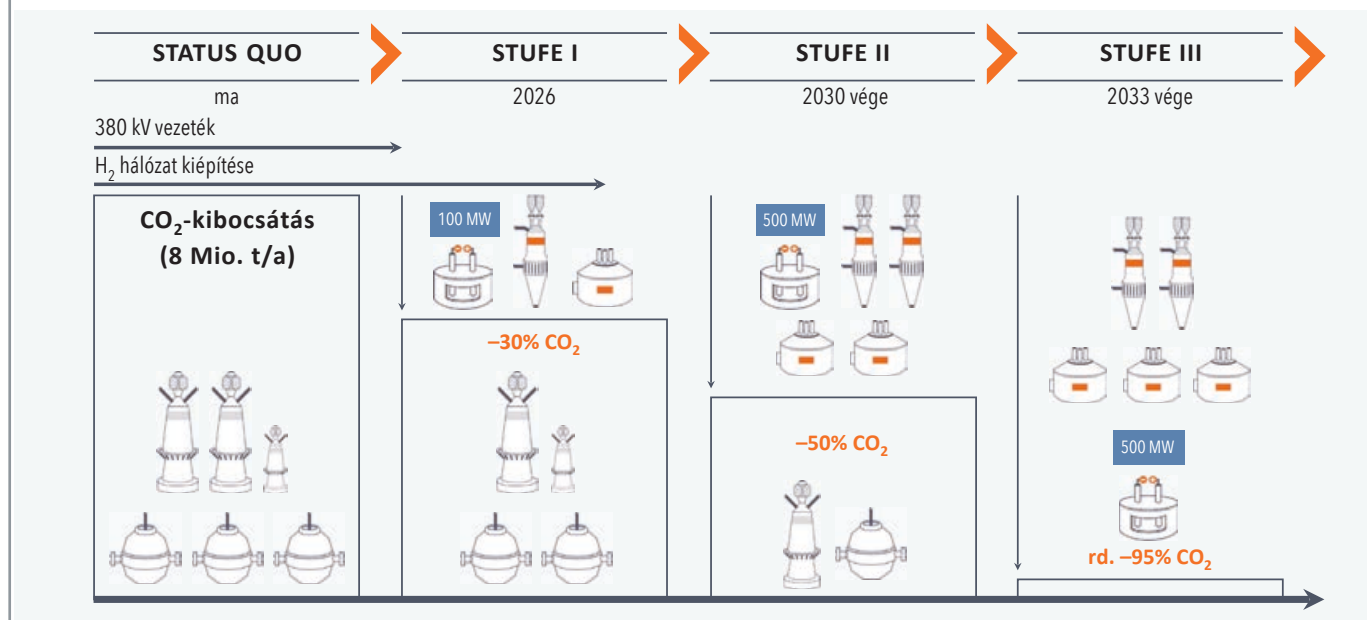 STATUS QUO
STUFE I
STUFE II
STUFE III
ma
2026
2030 vége
2033 vége
380 kV vezeték
H₂ hálózat kiépítése
CO₂-kibocsátás
(8 Mio. t/a)
100 MW
–30% CO₂
500 MW
–50% CO₂
500 MW
rd. –95% CO₂